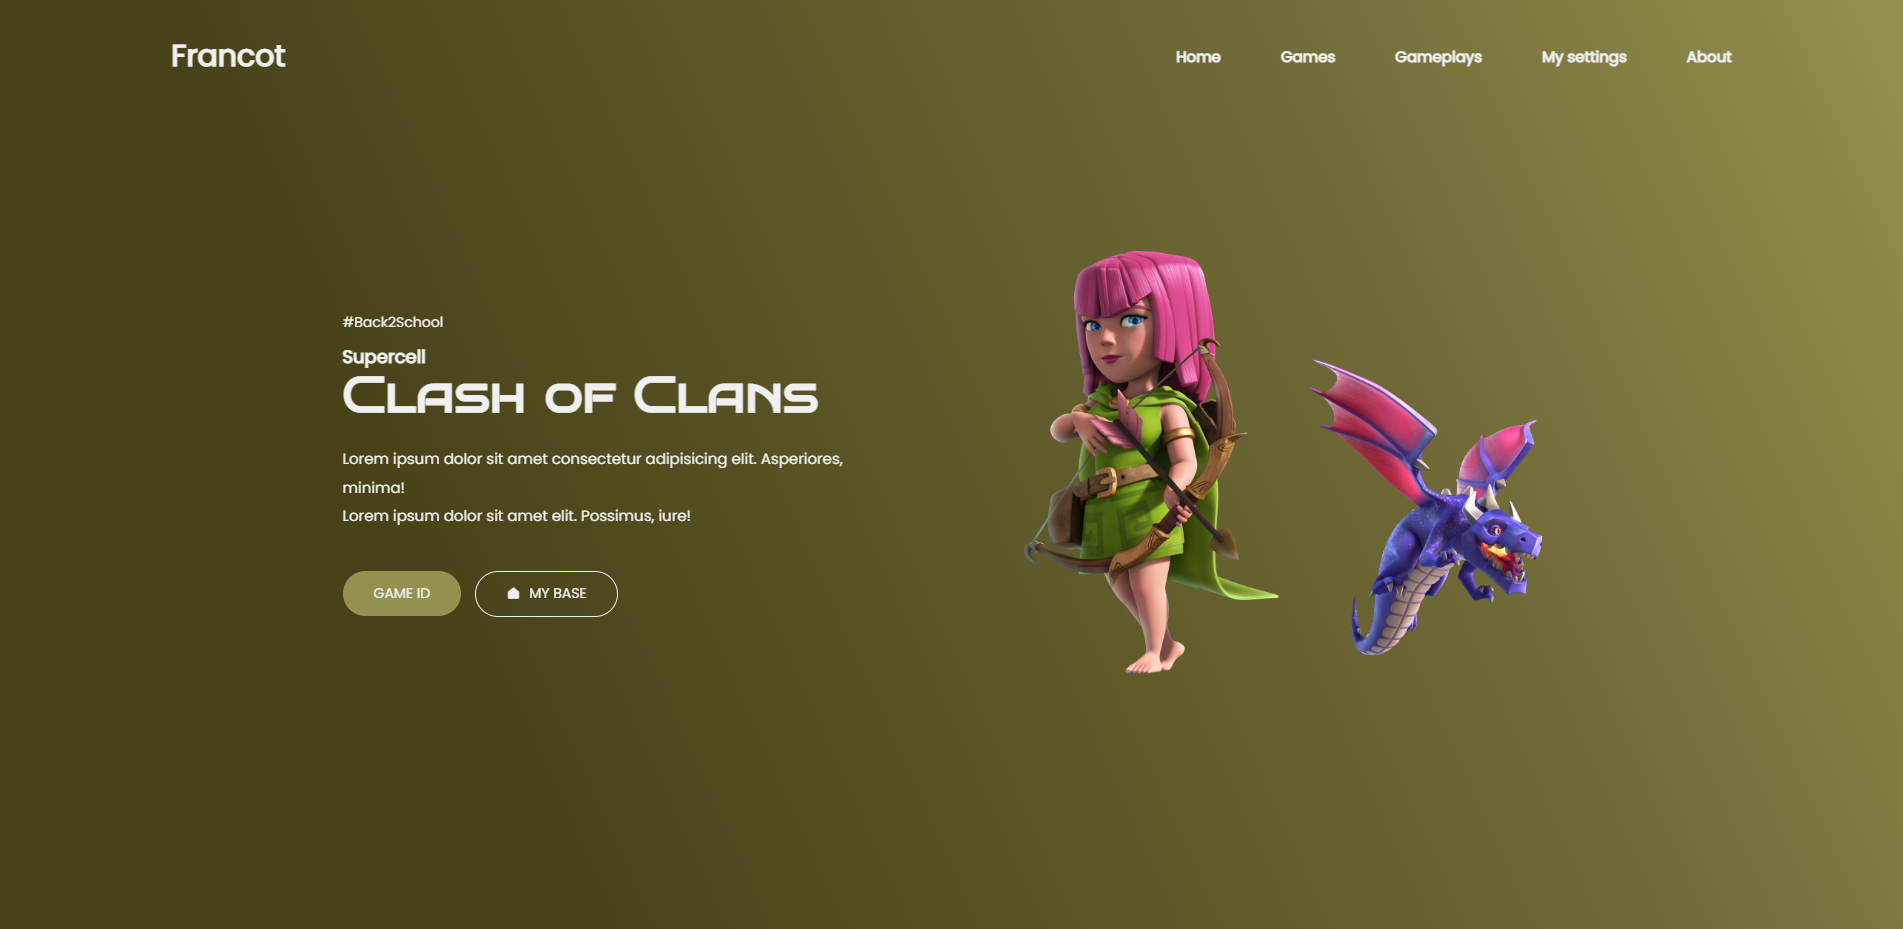 Francot
Home Games Gameplays My settings About
#Back2School
Supercell
Clash of Clans
Lorem ipsum dolor sit amet consectetur adipisicing elit. Asperiores,
minima!
Lorem ipsum dolor sit amet elit. Possimus, iure!
GAME ID MY BASE